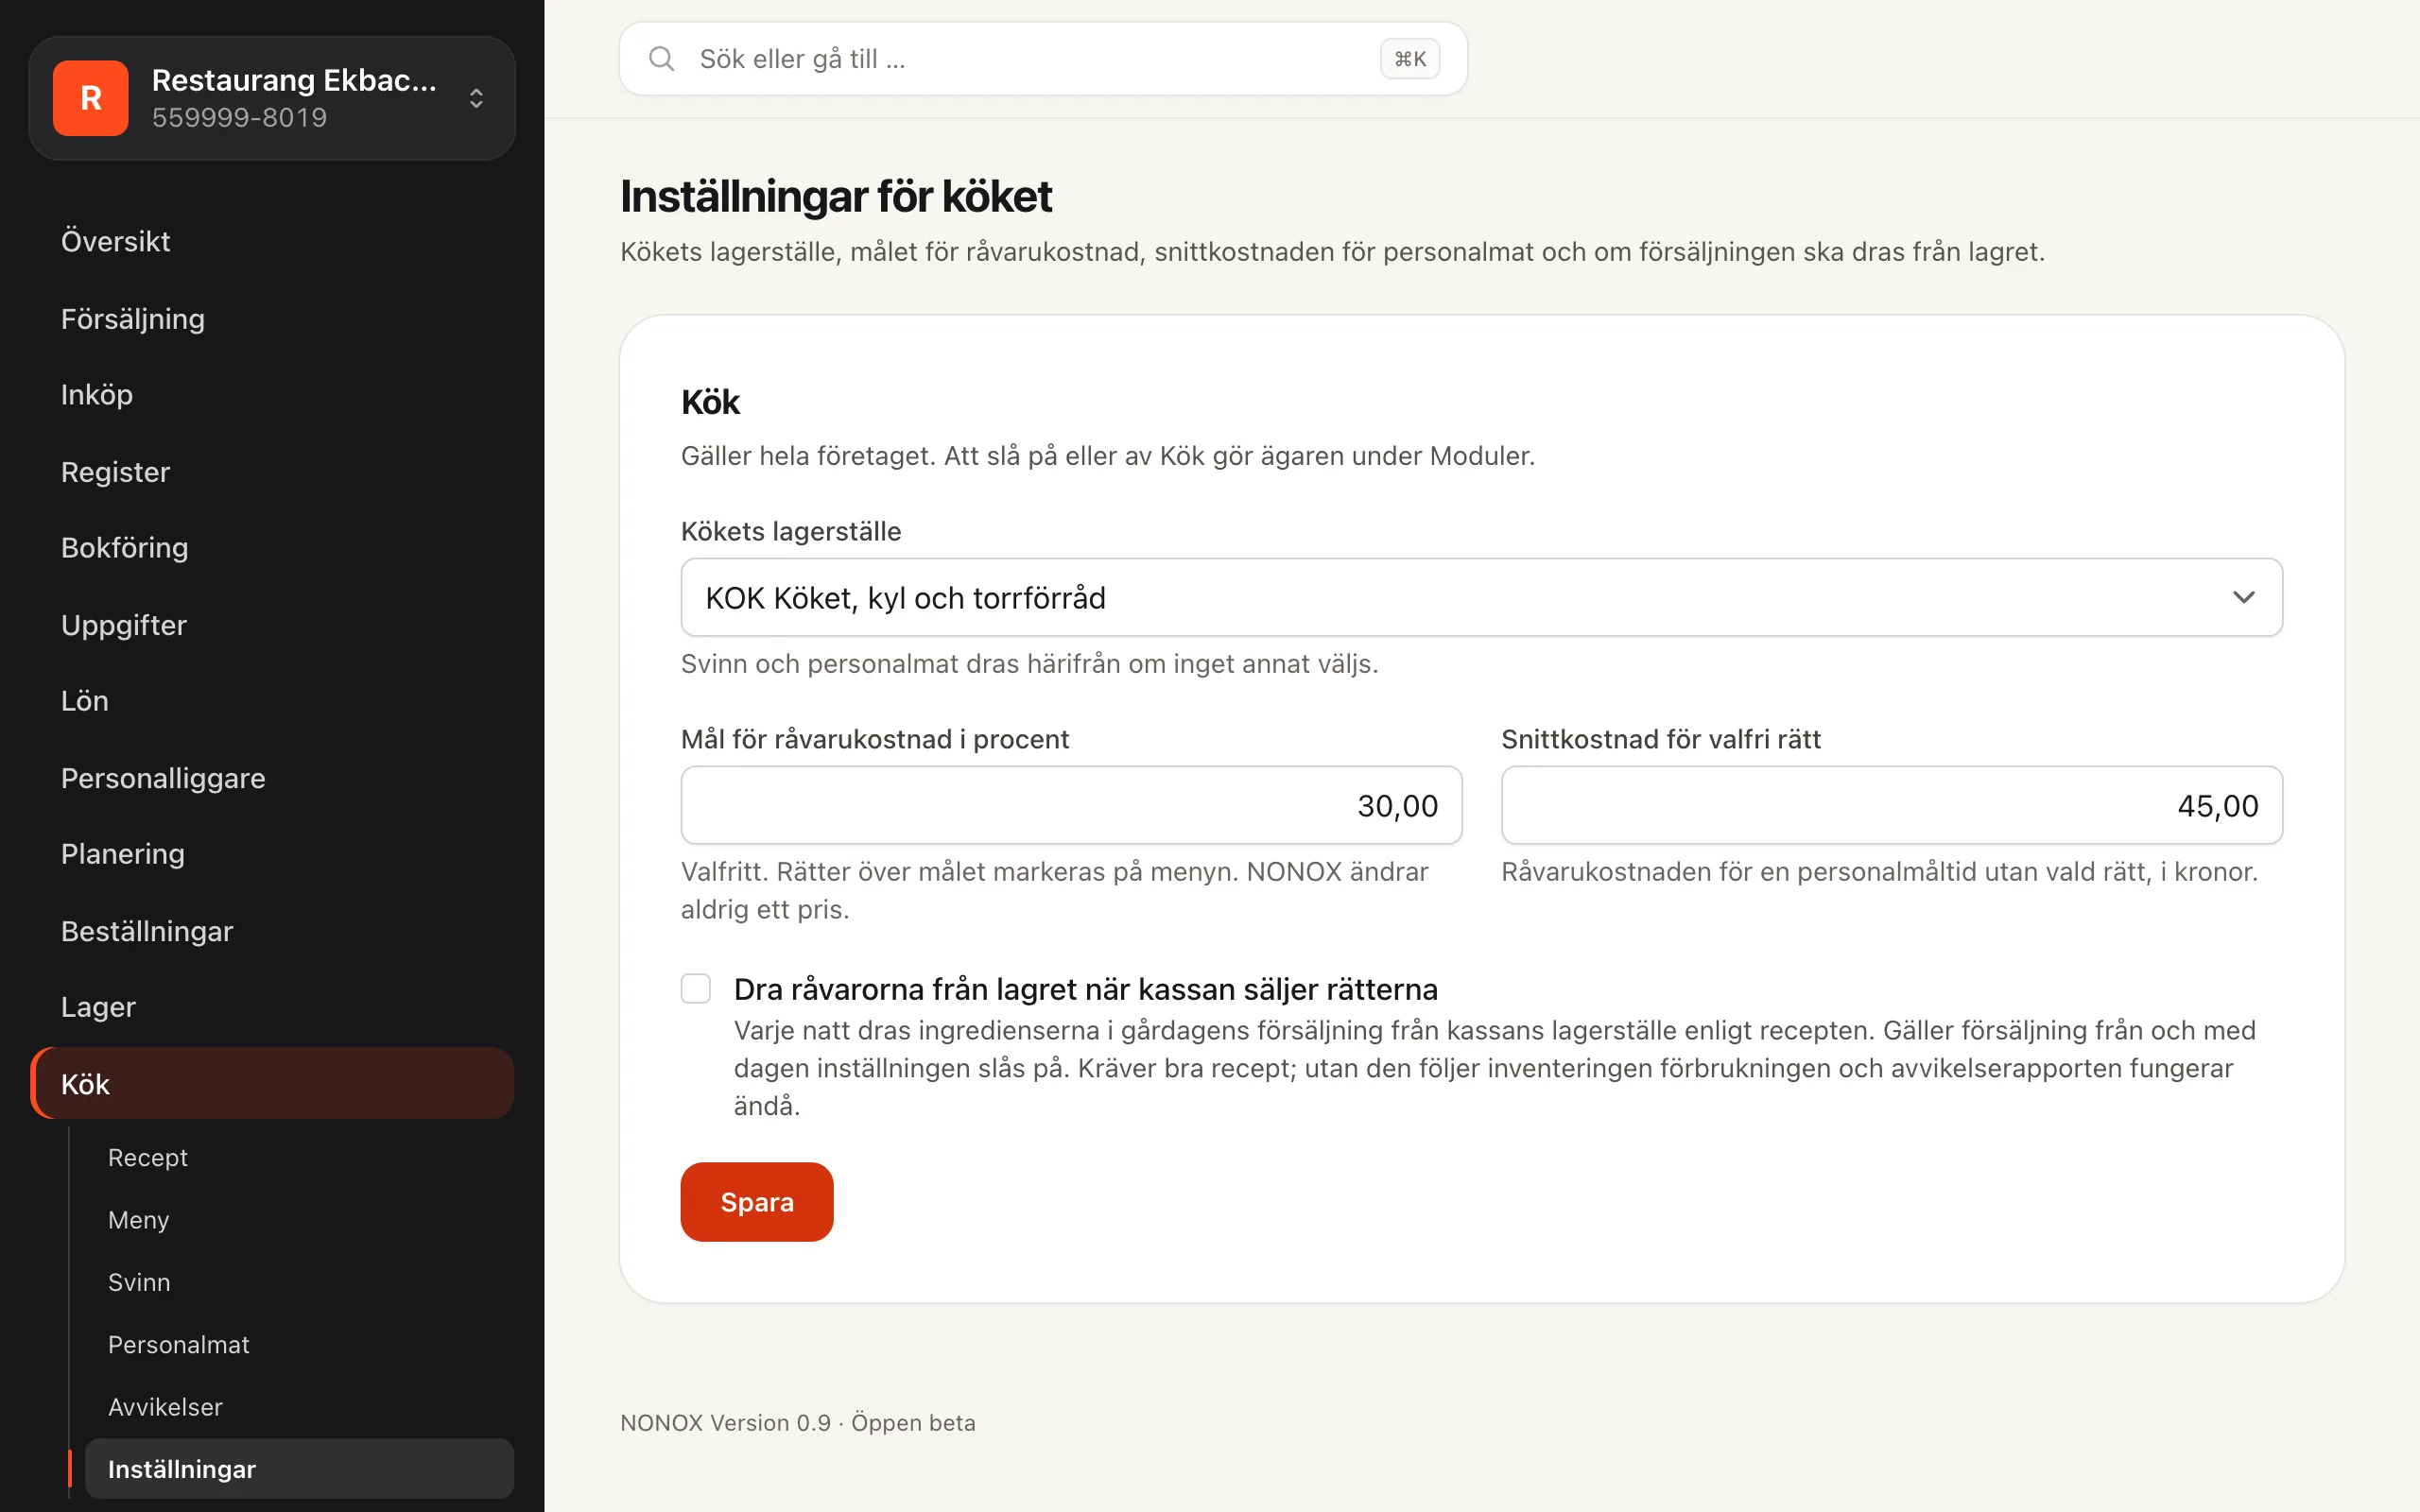 R
Restaurang Ekbac...
559999-8019
Översikt
Försäljning
Inköp
Register
Bokföring
Uppgifter
Lön
Personalliggare
Planering
Beställningar
Lager
Kök
Recept
Meny
Svinn
Personalmat
Avvikelser
Inställningar
Sök eller gå till ...
⌘K
Inställningar för köket
Kökets lagerställe, målet för råvarukostnad, snittkostnaden för personalmat och om försäljningen ska dras från lagret.
Kök
Gäller hela företaget. Att slå på eller av Kök gör ägaren under Moduler.
Kökets lagerställe
KOK Köket, kyl och torrförråd
Svinn och personalmat dras härifrån om inget annat väljs.
Mål för råvarukostnad i procent
30,00
Valfritt. Rätter över målet markeras på menyn. NONOX ändrar
aldrig ett pris.
Snittkostnad för valfri rätt
45,00
Råvarukostnaden för en personalmåltid utan vald rätt, i kronor.
Dra råvarorna från lagret när kassan säljer rätterna
Varje natt dras ingredienserna i gårdagens försäljning från kassans lagerställe enligt recepten. Gäller försäljning från och med
dagen inställningen slås på. Kräver bra recept; utan den följer inventeringen förbrukningen och avvikelserapporten fungerar
ändå.
Spara
NONOX Version 0.9 · Öppen beta